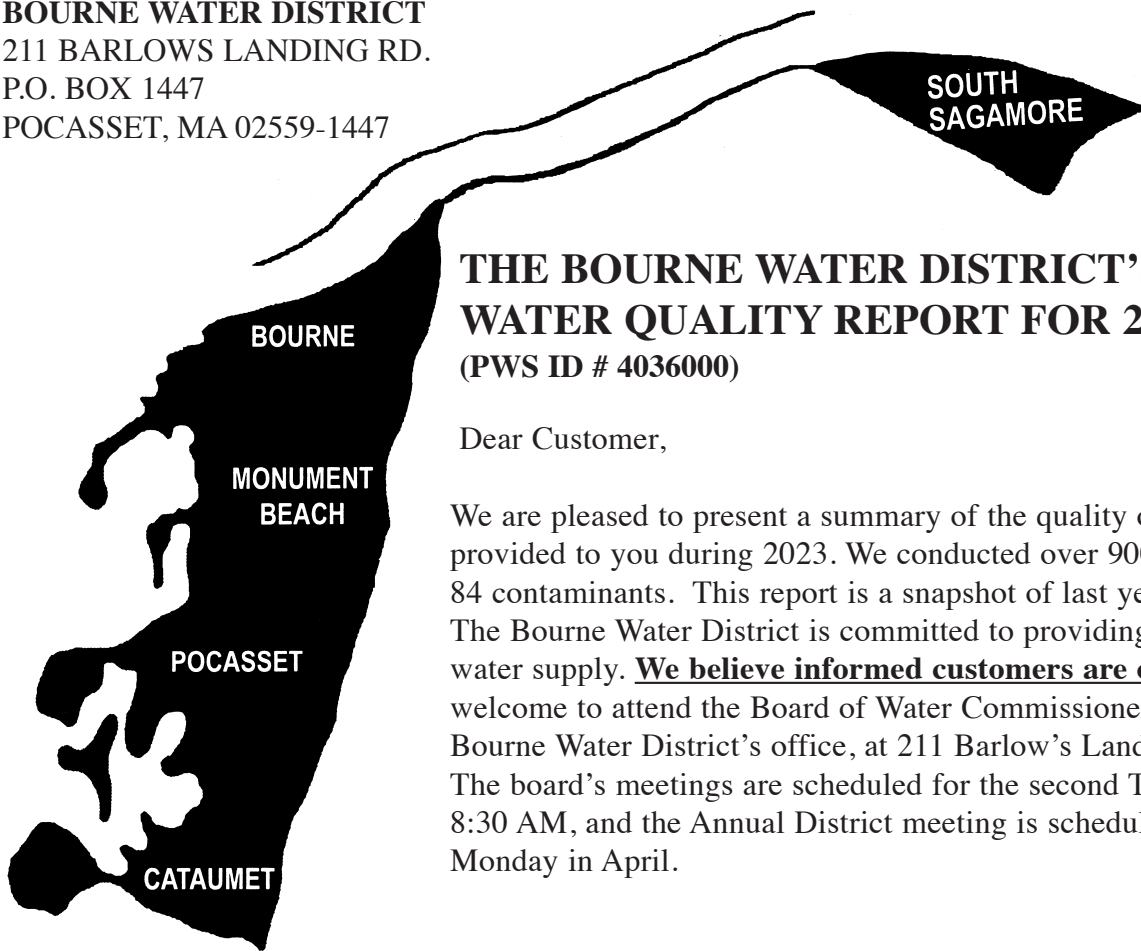 BOURNE WATER DISTRICT
211 BARLOWS LANDING RD.
P.O. BOX 1447
POCASSET, MA 02559-1447
SOUTH
SAGAMORE
THE BOURNE WATER DISTRICT'
WATER QUALITY REPORT FOR 2
(PWS ID # 4036000)
BOURNE
Dear Customer,
MONUMENT
BEACH
We are pleased to present a summary of the quality
provided to you during 2023. We conducted over
84 contaminants. This report is a snapshot of last
The Bourne Water District is committed to providing
water supply. We believe informed customers are
welcome to attend the Board of Water
Bourne Water District's office, at 211 Barlow's
The board's meetings are scheduled for the second
8:30 AM, and the Annual District meeting is
Monday in April.
POCASSET
CATAUMET